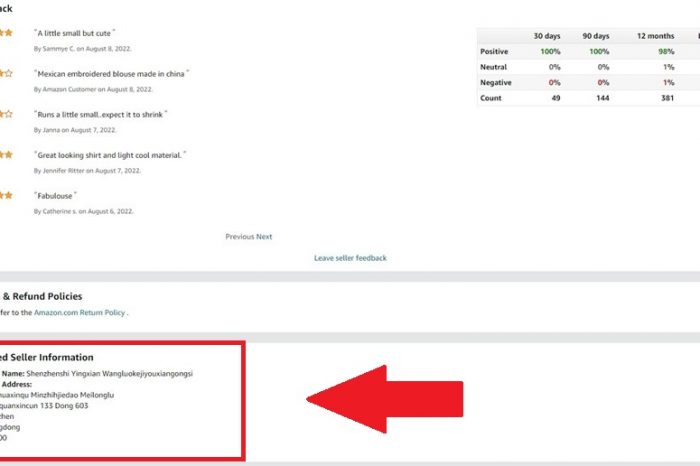 ack
"A little small but cute"
By Sammye C. on August 8, 2022.
"Mexican embroidered blouse made in china"
By Amazon Customer on August 8, 2022.
"Runs a little small..expect it to shrink"
By Janna on August 7, 2022.
"Great looking shirt and light cool material."
By Jennifer Ritter on August 7, 2022.
"Fabulouse"
By Catherine s. on August 6, 2022.
Previous Next
Leave seller feedback
30 days 90 days 12 months
Positive 100% 100% 98%
Neutral 0% 0% 1%
Negative 0% 0% 1%
Count 49 144 381
& Refund Policies
fer to the Amazon.com Return Policy .
ed Seller Information
Name: Shenzhenshi Yingxian Wangluokejiyouxiangongsi
Address:
huaxinqu Minzhihjiedao Meilonglu
quanxincun 133 Dong 603
zhen
gdong
00